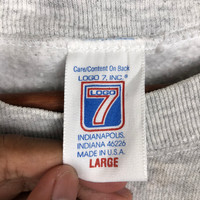 Care/Content On Back
LOGO 7, INC.®
LOGO
7
INDIANAPOLIS,
INDIANA 46226
MADE IN U.S.A.
LARGE